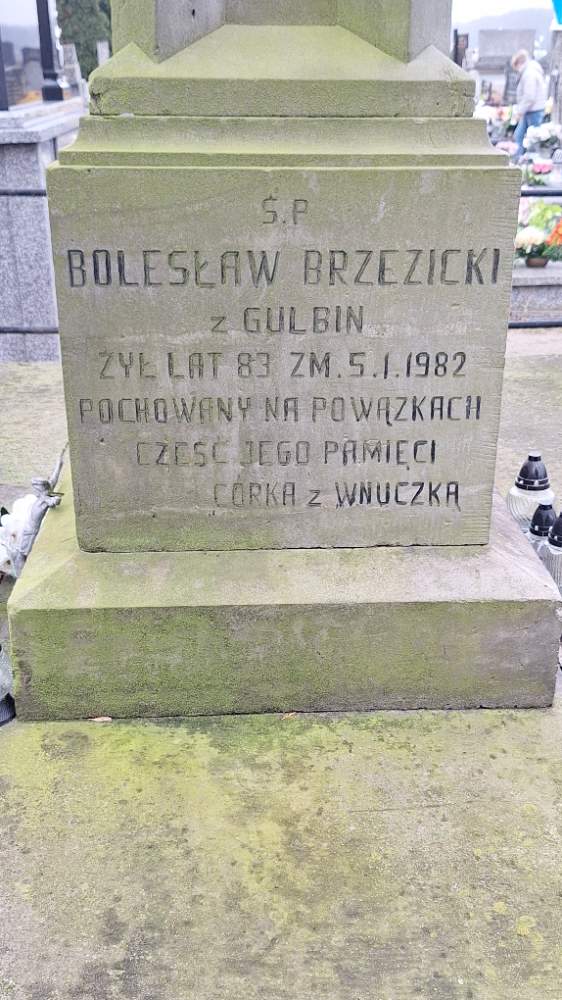 Ś.P
BOLESŁAW BRZEZICKI
z GULBIN
ŻYŁ LAT 83 ZM. 5.I.1982
POCHOWANY NA POWĄZKACH
CZEŚĆ JEGO PAMIĘCI
CÓRKA z WNUCZKĄ